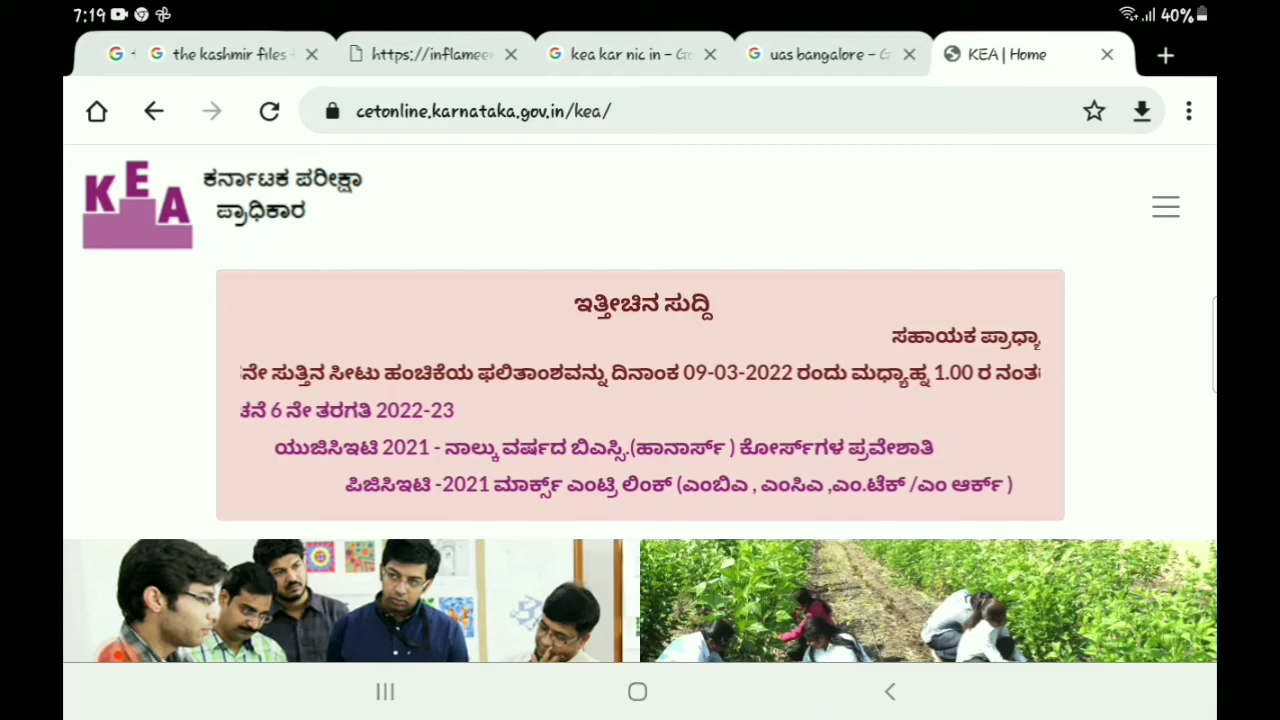 7:19
40%
the kashmir files
https://inflamee
kea kar nic in - Go
uas bangalore - G
KEA | Home
cetonline.karnataka.gov.in/kea/
KEA
ಕರ್ನಾಟಕ ಪರೀಕ್ಷಾ
ಪ್ರಾಧಿಕಾರ
ಇತ್ತೀಚಿನ ಸುದ್ದಿ
ಸಹಾಯಕ ಪ್ರಾಧ್ಯಾ
ನೇ ಸುತ್ತಿನ ಸೀಟು ಹಂಚಿಕೆಯ ಫಲಿತಾಂಶವನ್ನು ದಿನಾಂಕ 09-03-2022 ರಂದು ಮಧ್ಯಾಹ್ನ 1.00 ರ ನಂತ
ಚನೆ 6 ನೇ ತರಗತಿ 2022-23
ಯುಜಿಸಿಇಟಿ 2021 - ನಾಲ್ಕು ವರ್ಷದ ಬಿಎಸ್ಸಿ.(ಹಾನಾರ್ಸ್ ) ಕೋರ್ಸ್‌ಗಳ ಪ್ರವೇಶಾತಿ
ಪಿಜಿಸಿಇಟಿ -2021 ಮಾರ್ಕ್ಸ್ ಎಂಟ್ರಿ ಲಿಂಕ್ (ಎಂಬಿಎ , ಎಂಸಿಎ ,ಎಂ.ಟೆಕ್ /ಎಂ ಆರ್ಕ್ )